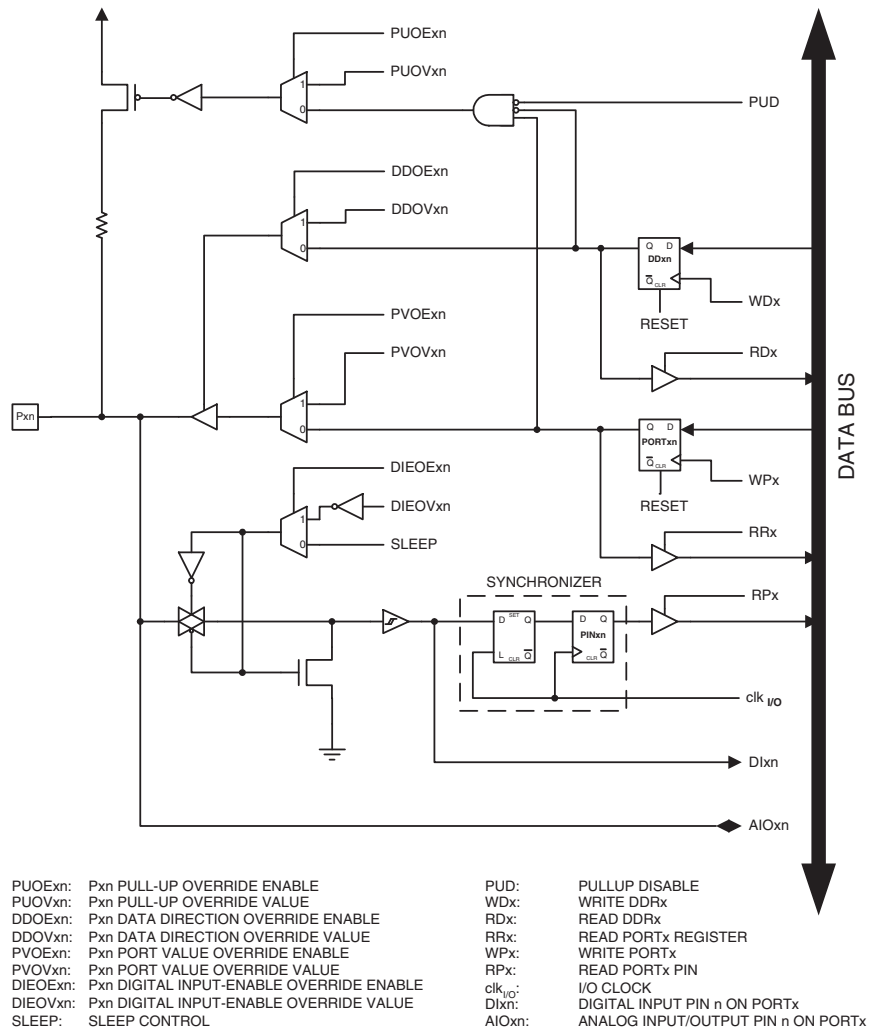 PUOExn
PUOVxn
1
0
PUD
DDOExn
DDOVxn
1
0
Q D
DDxn
Q CLR
WDx
RESET
PVOExn
RDx
PVOVxn
Pxn
1
0
Q D
PORTxn
Q CLR
DATA BUS
WPx
RESET
DIEOExn
DIEOVxn
1
0
SLEEP
RRx
SYNCHRONIZER
RPx
D SET Q
D Q
PINxn
L CLR Q
CLR Q
clk I/O
DIxn
AIOxn
PUOExn: Pxn PULL-UP OVERRIDE ENABLE
PUOVxn: Pxn PULL-UP OVERRIDE VALUE
DDOExn: Pxn DATA DIRECTION OVERRIDE ENABLE
DDOVxn: Pxn DATA DIRECTION OVERRIDE VALUE
PVOExn: Pxn PORT VALUE OVERRIDE ENABLE
PVOVxn: Pxn PORT VALUE OVERRIDE VALUE
DIEOExn: Pxn DIGITAL INPUT-ENABLE OVERRIDE ENABLE
DIEOVxn: Pxn DIGITAL INPUT-ENABLE OVERRIDE VALUE
SLEEP: SLEEP CONTROL
PUD: PULLUP DISABLE
WDx: WRITE DDRx
RDx: READ DDRx
RRx: READ PORTx REGISTER
WPx: WRITE PORTx
RPx: READ PORTx PIN
clkI/O: I/O CLOCK
DIxn: DIGITAL INPUT PIN n ON PORTx
AIOxn: ANALOG INPUT/OUTPUT PIN n ON PORTx